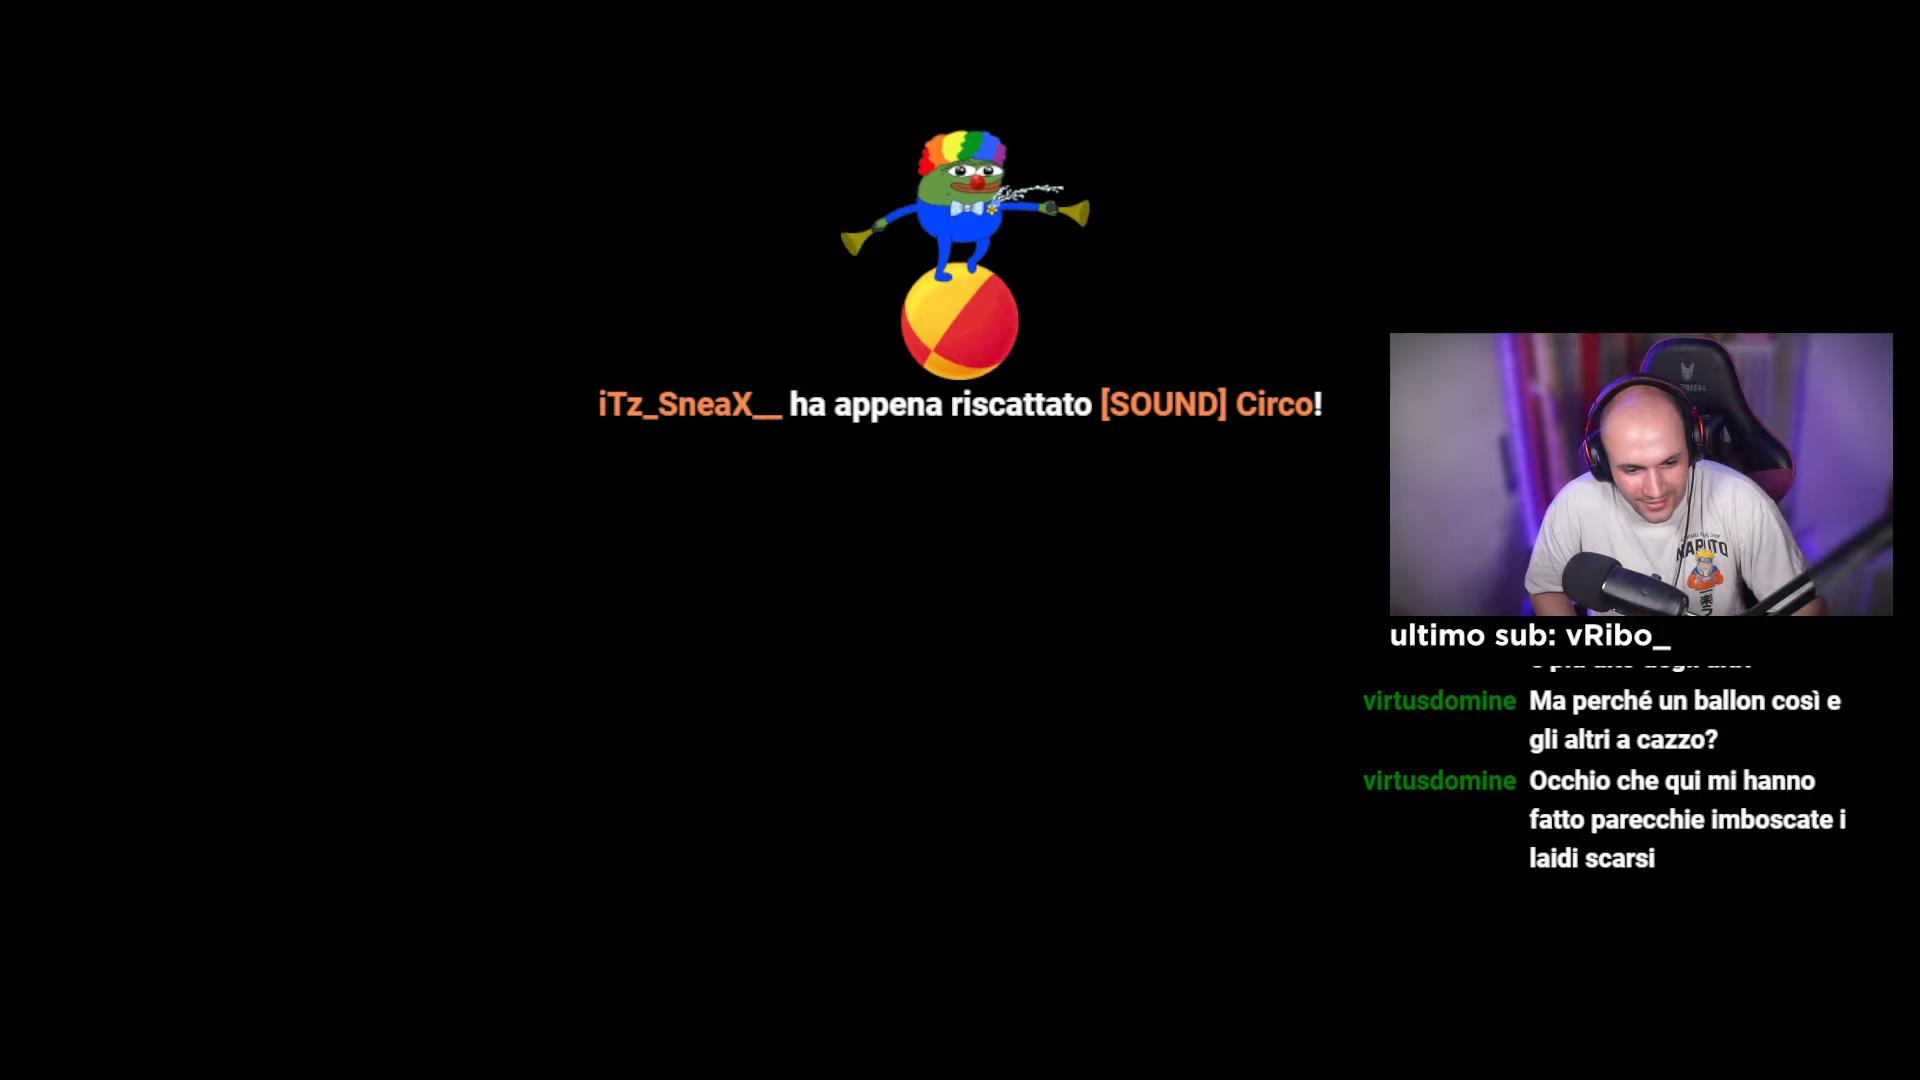 iTz_SneaX__ ha appena riscattato [SOUND] Circo!
NARUTO
ultimo sub: vRibo_
virtusdomine Ma perché un ballon così e
gli altri a cazzo?
virtusdomine Occhio che qui mi hanno
fatto parecchie imboscate i
laidi scarsi